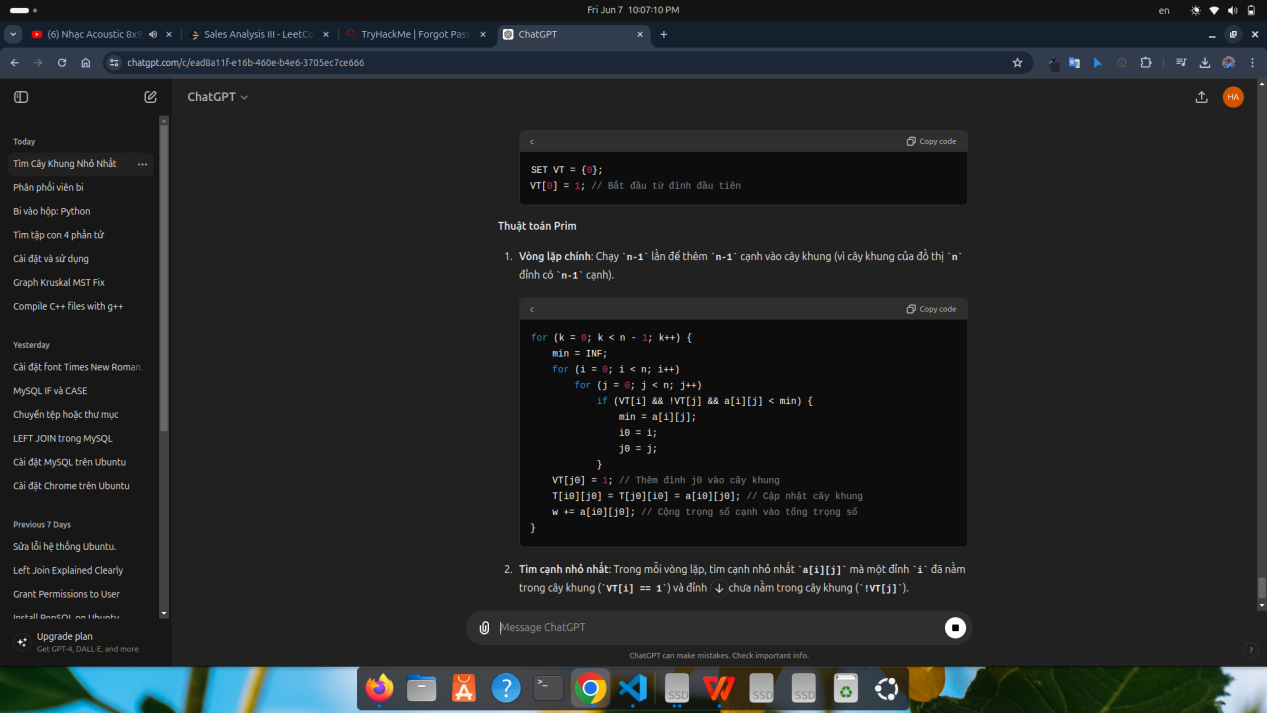 Fri Jun 7 10:07:10 PM
en
(6) Nhạc Acoustic 8x9
Sales Analysis III - LeetCo
TryHackMe | Forgot Pass
ChatGPT
chatgpt.com/c/ead8a11f-e16b-460e-b4e6-3705ec7ce666
ChatGPT
HA
Today
Tìm Cây Khung Nhỏ Nhất
Phân phối viên bi
Bi vào hộp: Python
Tìm tập con 4 phần tử
Cài đặt và sử dụng
Graph Kruskal MST Fix
Compile C++ files with g++
Yesterday
Cài đặt font Times New Roman.
MySQL IF và CASE
Chuyển tệp hoặc thư mục
LEFT JOIN trong MySQL
Cài đặt MySQL trên Ubuntu
Cài đặt Chrome trên Ubuntu
Previous 7 Days
Sửa lỗi hệ thống Ubuntu.
Left Join Explained Clearly
Grant Permissions to User
Install PopSQL on Ubuntu
Upgrade plan
Get GPT-4, DALL-E, and more
c
Copy code
SET VT = {0};
VT[0] = 1; // Bắt đầu từ đỉnh đầu tiên
Thuật toán Prim
1. Vòng lặp chính: Chạy `n-1` lần để thêm `n-1` cạnh vào cây khung (vì cây khung của đồ thị `n`
đỉnh có `n-1` cạnh).
c
Copy code
for (k = 0; k < n - 1; k++) {
min = INF;
for (i = 0; i < n; i++)
for (j = 0; j < n; j++)
if (VT[i] && !VT[j] && a[i][j] < min) {
min = a[i][j];
i0 = i;
j0 = j;
}
VT[j0] = 1; // Thêm đỉnh j0 vào cây khung
T[i0][j0] = T[j0][i0] = a[i0][j0]; // Cập nhật cây khung
w += a[i0][j0]; // Cộng trọng số cạnh vào tổng trọng số
}
2. Tìm cạnh nhỏ nhất: Trong mỗi vòng lặp, tìm cạnh nhỏ nhất `a[i][j]` mà một đỉnh `i` đã nằm
trong cây khung (`VT[i] == 1`) và đỉnh chưa nằm trong cây khung (`!VT[j]`).
Message ChatGPT
ChatGPT can make mistakes. Check important info.
?
SSD
SSD
SSD